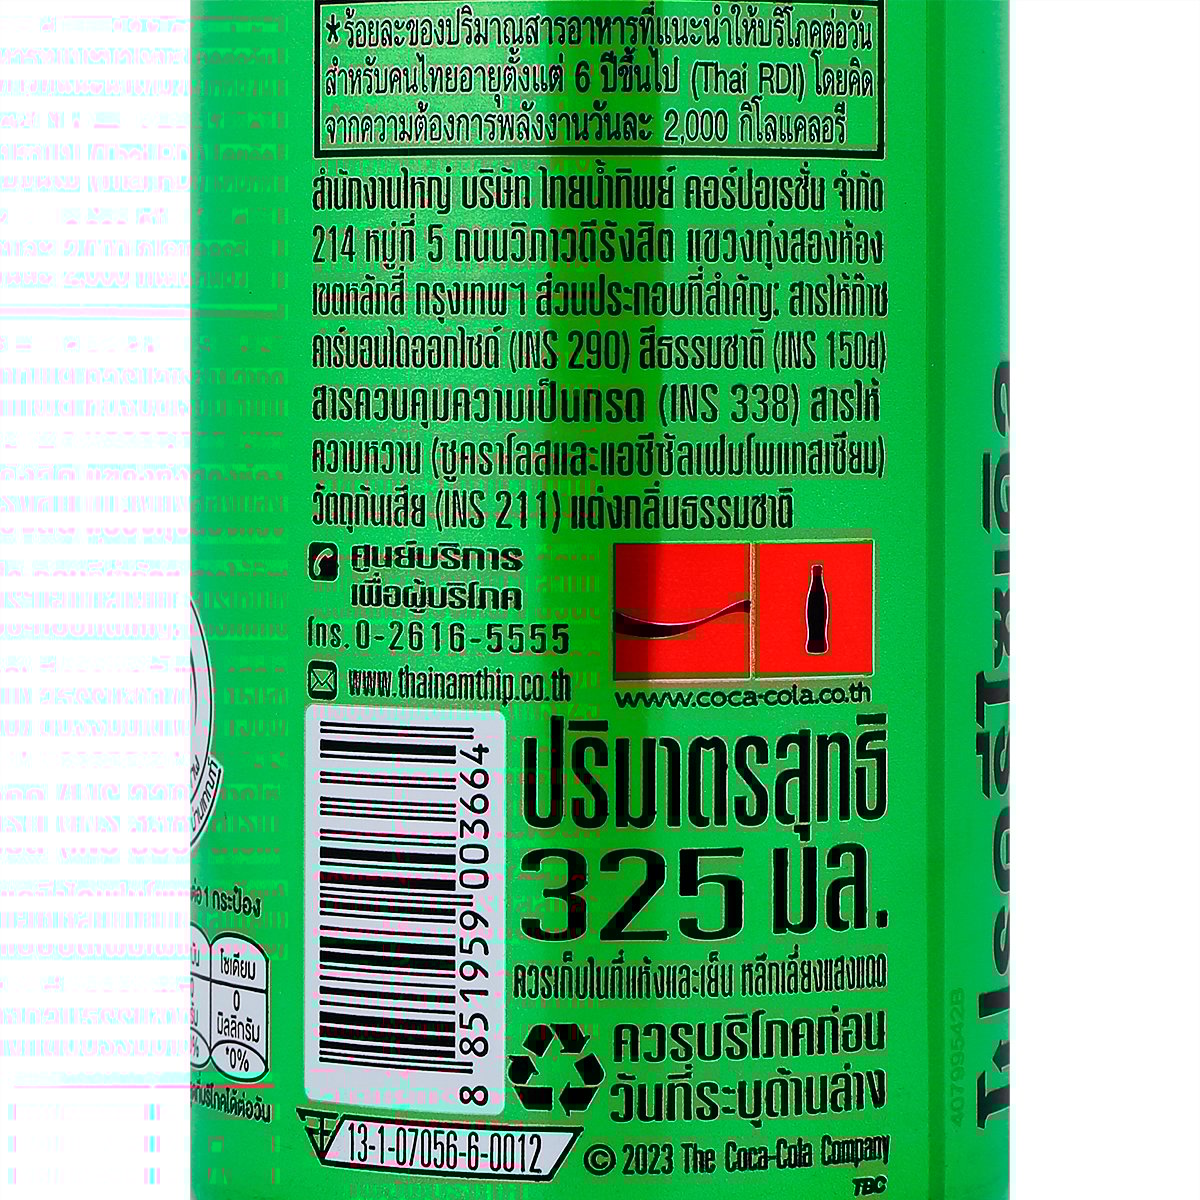 *ร้อยละของปริมาณสารอาหารที่แนะนำให้บริโภคต่อวัน
สำหรับคนไทยอายุตั้งแต่ 6 ปีขึ้นไป (Thai RDI) โดยคิด
จากความต้องการพลังงานวันละ 2,000 กิโลแคลอรี
สำนักงานใหญ่ บริษัท ไทยน้ำทิพย์ คอร์ปอเรชั่น จำกัด
214 หมู่ที่ 5 ถนนวิภาวดีรังสิต แขวงทุ่งสองห้อง
เขตหลักสี่ กรุงเทพฯ ส่วนประกอบที่สำคัญ: สารให้ก๊าซ
คาร์บอนไดออกไซด์ (INS 290) สีธรรมชาติ (INS 150d)
สารควบคุมความเป็นกรด (INS 338) สารให้
ความหวาน (ซูคราโลสและแอซีซัลเฟมโพแทสเซียม)
วัตถุกันเสีย (INS 211) แต่งกลิ่นธรรมชาติ
ศูนย์บริการ
เพื่อผู้บริโภค
โทร. 0-2616-5555
www.thainamthip.co.th
www.coca-cola.co.th
8 851959 003664
ปริมาตรสุทธิ
325 มล.
ควรเก็บในที่แห้งและเย็น หลีกเลี่ยงแสงแดด
ควรบริโภคก่อน
วันที่ระบุด้านล่าง
13-1-07056-6-0012
© 2023 The Coca-Cola Company
TBC
ต่อ 1 กระป๋อง
โซเดียม
0
มิลลิกรัม
*0%
40709542B